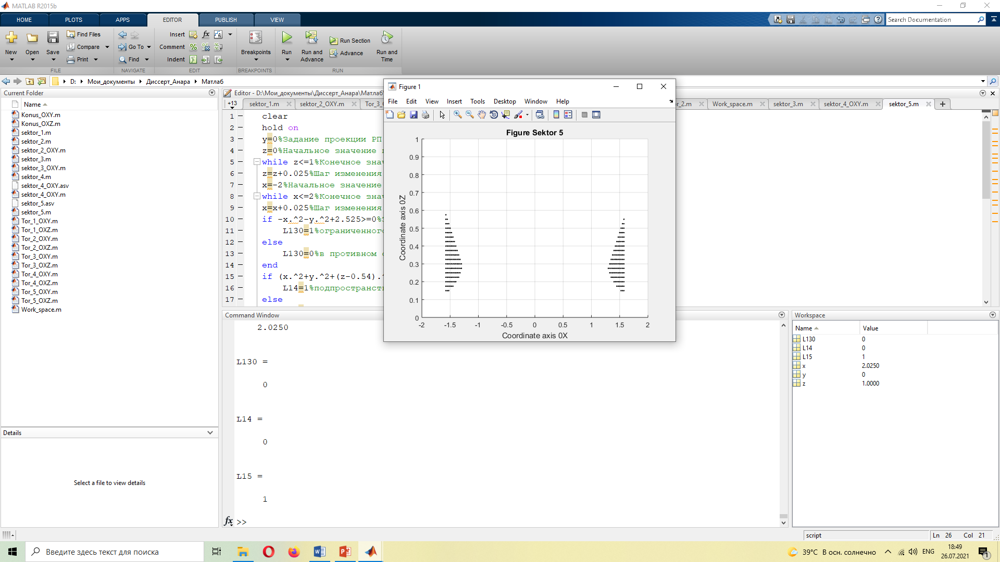 MATLAB R2015b
HOME PLOTS APPS EDITOR PUBLISH VIEW
Search Documentation
New Open Save
Find Files
Compare
Print
Go To
Find
Insert
Comment
Indent
Breakpoints
Run
Run and Advance
Run Section
Advance
Run and Time
FILE NAVIGATE EDIT BREAKPOINTS RUN
D: Мои_документы Диссерт_Анара Матлаб
Current Folder
Name
Konus_OXY.m
Konus_OXZ.m
sektor_1.m
sektor_2.m
sektor_2_OXY.m
sektor_3.m
sektor_3_OXY.m
sektor_4.m
sektor_4_OXY.asv
sektor_4_OXY.m
sektor_5.asv
sektor_5.m
Tor_1_OXY.m
Tor_1_OXZ.m
Tor_2_OXY.m
Tor_2_OXZ.m
Tor_3_OXY.m
Tor_3_OXZ.m
Tor_4_OXY.m
Tor_4_OXZ.m
Tor_5_OXY.m
Tor_5_OXZ.m
Work_space.m
Details
Select a file to view details
Editor - D:\Мои_документы\Диссерт_Анара\Матлаб
+13 sektor_1.m sektor_2_OXY.m Tor_3_ r_2.m Work_space.m sektor_3.m sektor_4_OXY.m sektor_5.m
1 clear
2 hold on
3 y=0%Задание проекции РП
4 z=0%Начальное значение
5 while z<=1%Конечное знач
6 z=z+0.025%Шаг изменения
7 x=-2%Начальное значение
8 while x<=2%Конечное знач
9 x=x+0.025%Шаг изменения
10 if -x.^2-y.^2+2.525>=0%
11 L130=1%ограниченного
12 else
13 L130=0%в противном
14 end
15 if (x.^2+y.^2+(z-0.54).^
16 L14=1%подпространств
17 else
Figure 1
File Edit View Insert Tools Desktop Window Help
Figure Sektor 5
Coordinate axis 0Z
1
0.9
0.8
0.7
0.6
0.5
0.4
0.3
0.2
0.1
0
-2 -1.5 -1 -0.5 0 0.5 1 1.5 2
Coordinate axis 0X
Command Window
2.0250
L130 =
0
L14 =
0
L15 =
1
fx >>
Workspace
Name Value
L130 0
L14 0
L15 1
x 2.0250
y 0
z 1.0000
script
Ln 26 Col 21
Введите здесь текст для поиска
39°C В осн. солнечно
ENG
18:49
26.07.2021
1